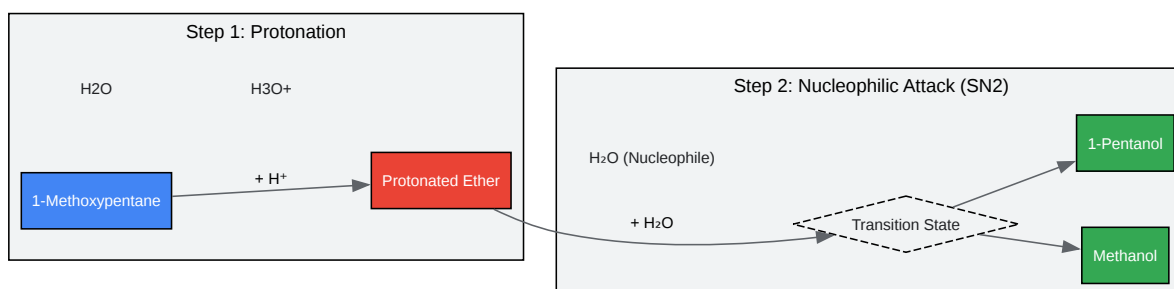 Step 1: Protonation
H2O
H3O+
1-Methoxypentane
+ H⁺
Protonated Ether
Step 2: Nucleophilic Attack (SN2)
H₂O (Nucleophile)
+ H₂O
Transition State
1-Pentanol
Methanol